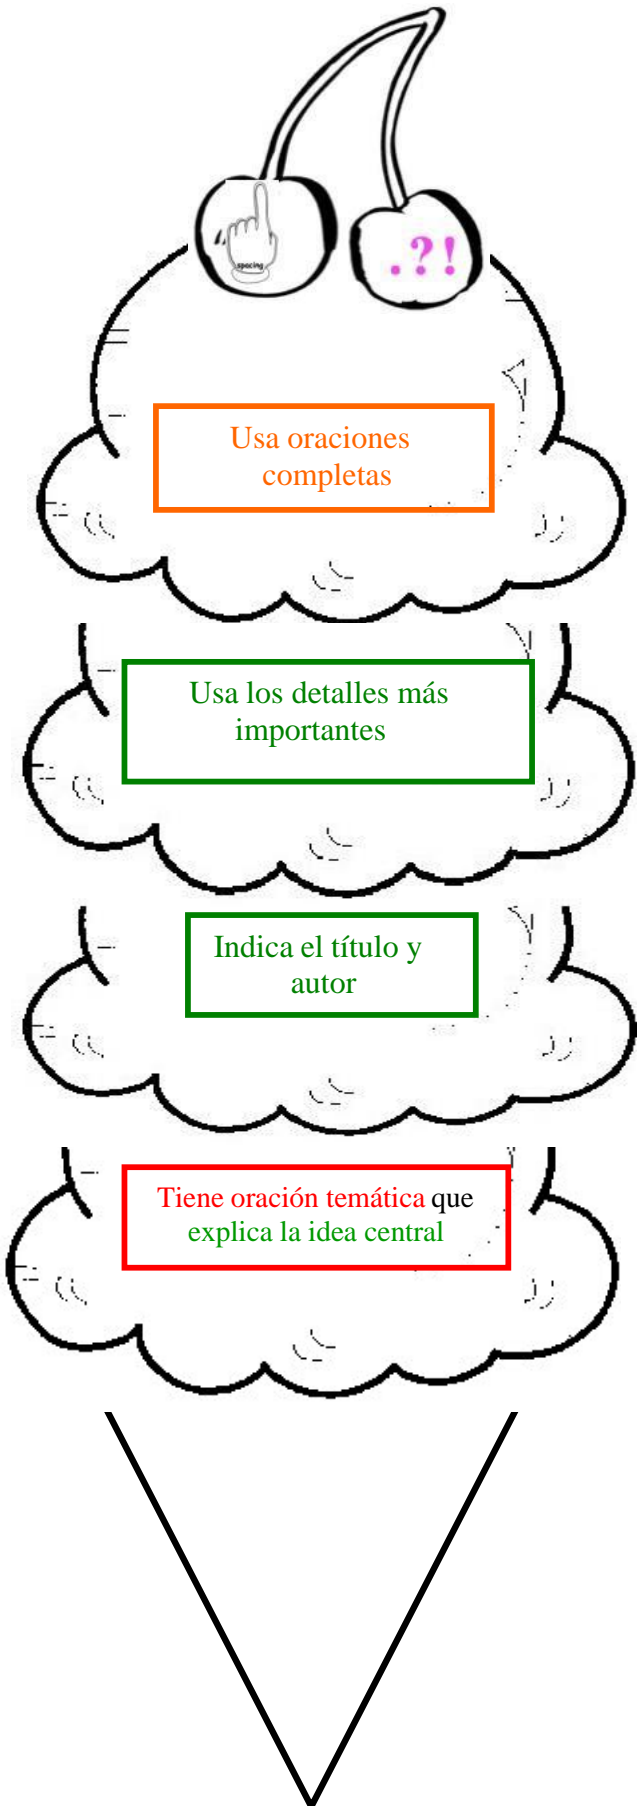 spacing
.?!
Usa oraciones
completas
Usa los detalles más
importantes
Indica el título y
autor
Tiene oración temática que
explica la idea central